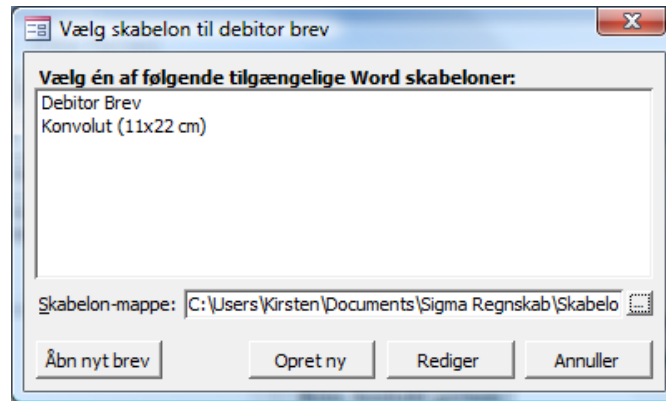 Vælg skabelon til debitor brev
Vælg én af følgende tilgængelige Word skabeloner:
Debitor Brev
Konvolut (11x22 cm)
Skabelon-mappe: C:\Users\Kirsten\Documents\Sigma Regnskab\Skabelo ...
Åbn nyt brev Opret ny Rediger Annuller